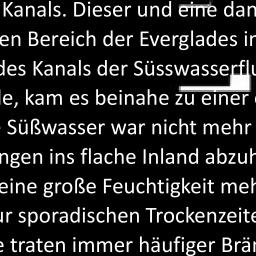 Kanals. Dieser und eine dan
en Bereich der Everglades in
des Kanals der Süsswasserflu
le, kam es beinahe zu einer
Süßwasser war nicht mehr
ngen ins flache Inland abzuh
eine große Feuchtigkeit meh
ur sporadischen Trockenzeite
e traten immer häufiger Brän